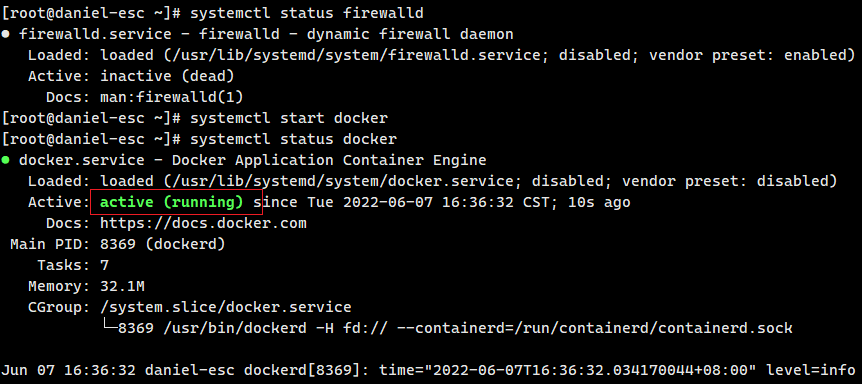 [root@daniel-esc ~]# systemctl status firewalld
● firewalld.service - firewalld - dynamic firewall daemon
   Loaded: loaded (/usr/lib/systemd/system/firewalld.service; disabled; vendor preset: enabled)
   Active: inactive (dead)
     Docs: man:firewalld(1)
[root@daniel-esc ~]# systemctl start docker
[root@daniel-esc ~]# systemctl status docker
● docker.service - Docker Application Container Engine
   Loaded: loaded (/usr/lib/systemd/system/docker.service; disabled; vendor preset: disabled)
   Active: active (running) since Tue 2022-06-07 16:36:32 CST; 10s ago
     Docs: https://docs.docker.com
 Main PID: 8369 (dockerd)
    Tasks: 7
   Memory: 32.1M
   CGroup: /system.slice/docker.service
           └─8369 /usr/bin/dockerd -H fd:// --containerd=/run/containerd/containerd.sock
Jun 07 16:36:32 daniel-esc dockerd[8369]: time="2022-06-07T16:36:32.034170044+08:00" level=info